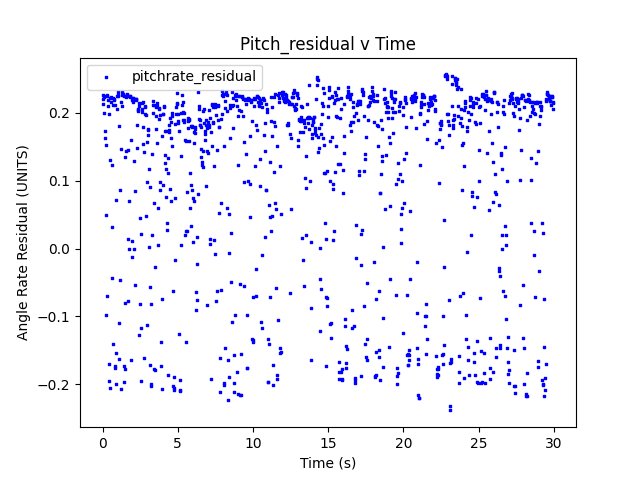 Pitch_residual v Time
pitchrate_residual
Angle Rate Residual (UNITS)
0.2
0.1
0.0
−0.1
−0.2
0 5 10 15 20 25 30
Time (s)